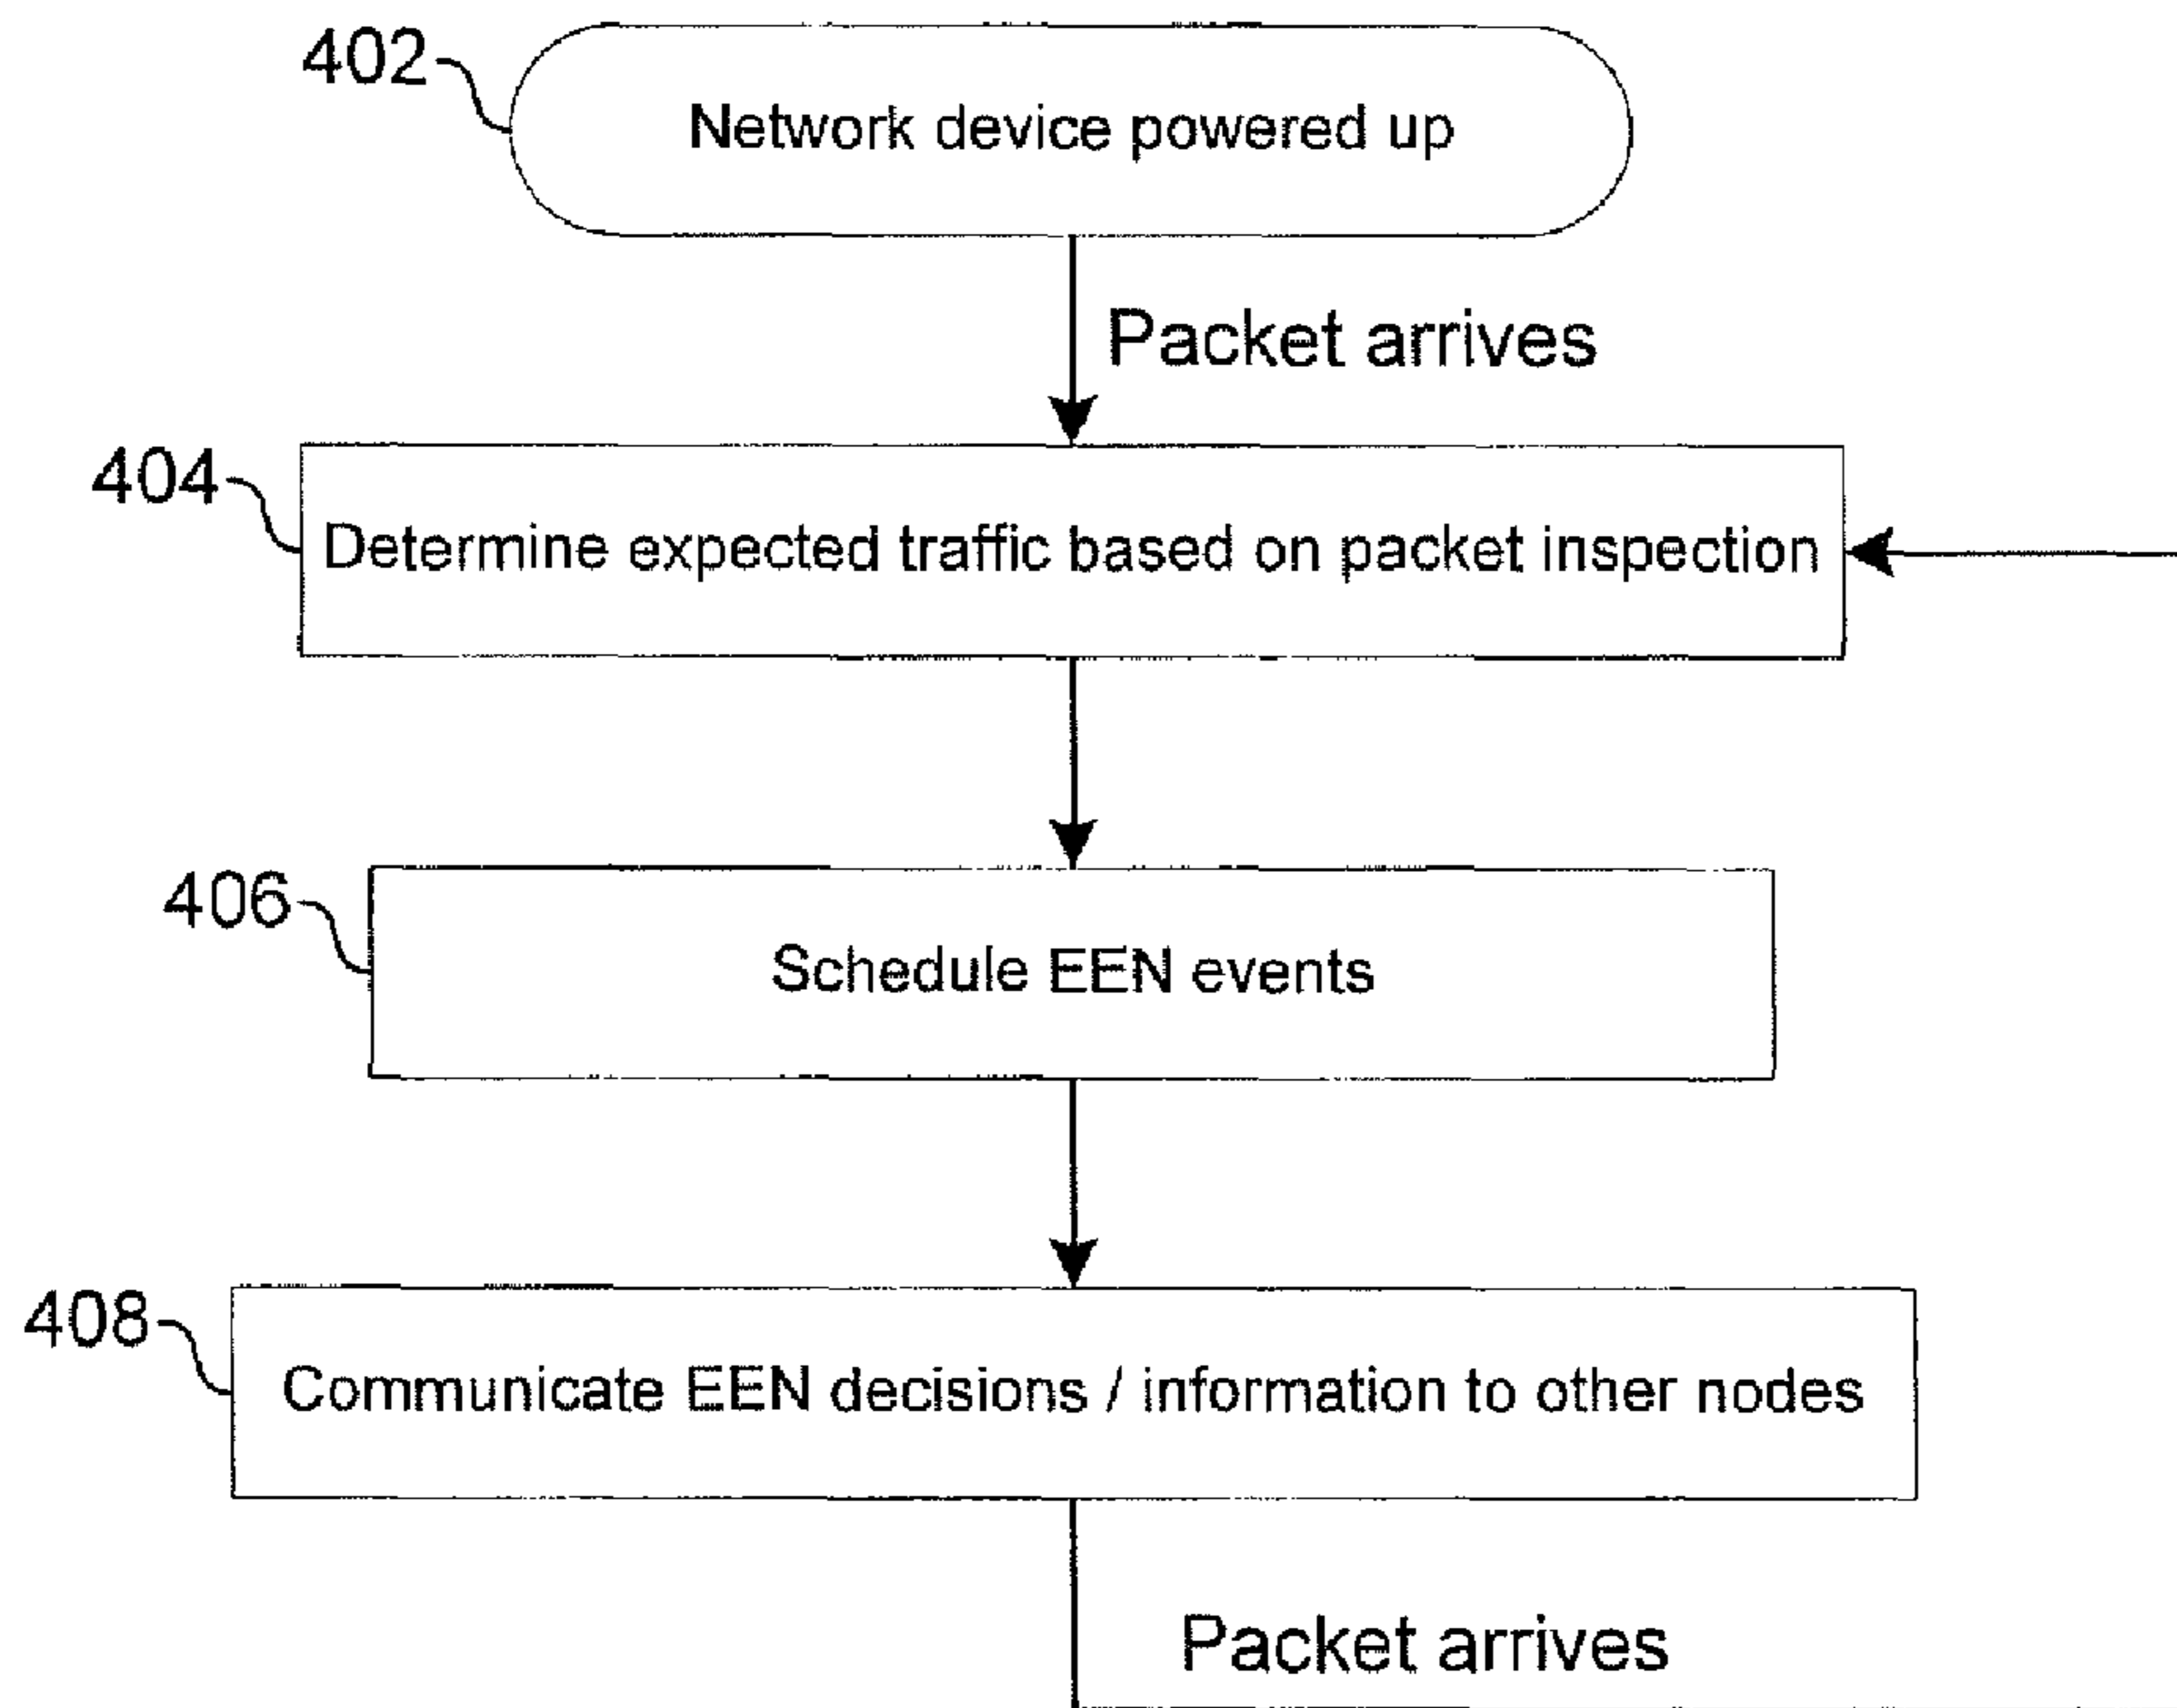 402
Network device powered up
Packet arrives
404
Determine expected traffic based on packet inspection
406
Schedule EEN events
408
Communicate EEN decisions / information to other nodes
Packet arrives